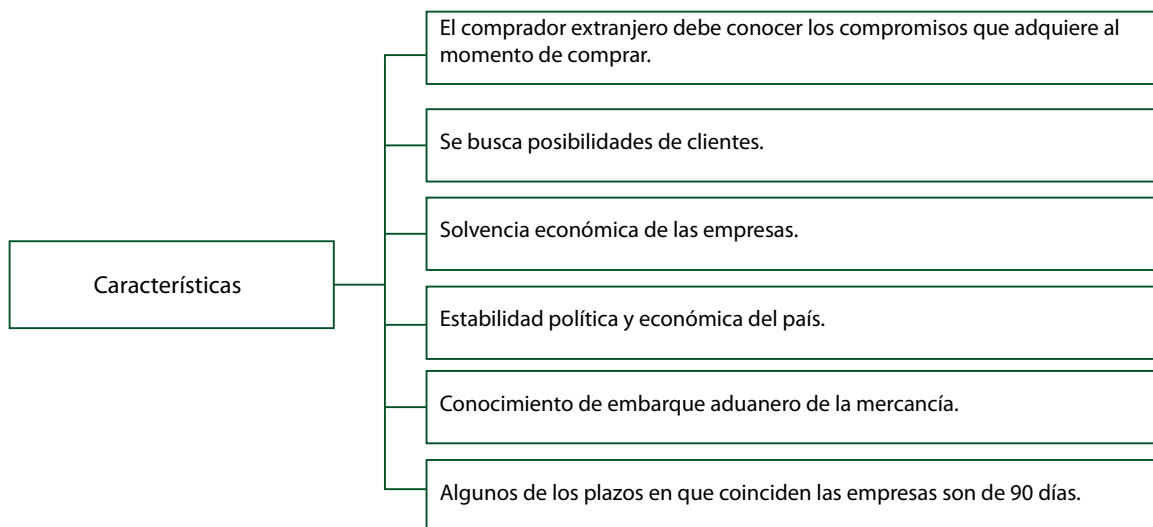 El comprador extranjero debe conocer los compromisos que adquiere al
momento de comprar.
Se busca posibilidades de clientes.
Solvencia económica de las empresas.
Característícas
Estabilidad política y económica del país.
Conocimiento de embarque aduanero de la mercancía.
Algunos de los plazos en que coinciden las empresas son de 90 días.